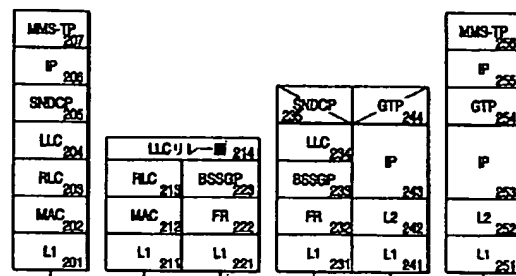 MMS-TP 207
IP 206
SNDCP 205
LLC 204
RLC 203
MAC 202
L1 201
LLCリレー層 214
RLC 213
BSSGP 223
MAC 212
FR 222
L1 211
L1 221
SNDCP 235
GTP 244
LLC 234
IP 243
BSSGP 233
FR 232
L2 242
L1 231
L1 241
MMS-TP 256
IP 255
GTP 254
IP 253
L2 252
L1 251